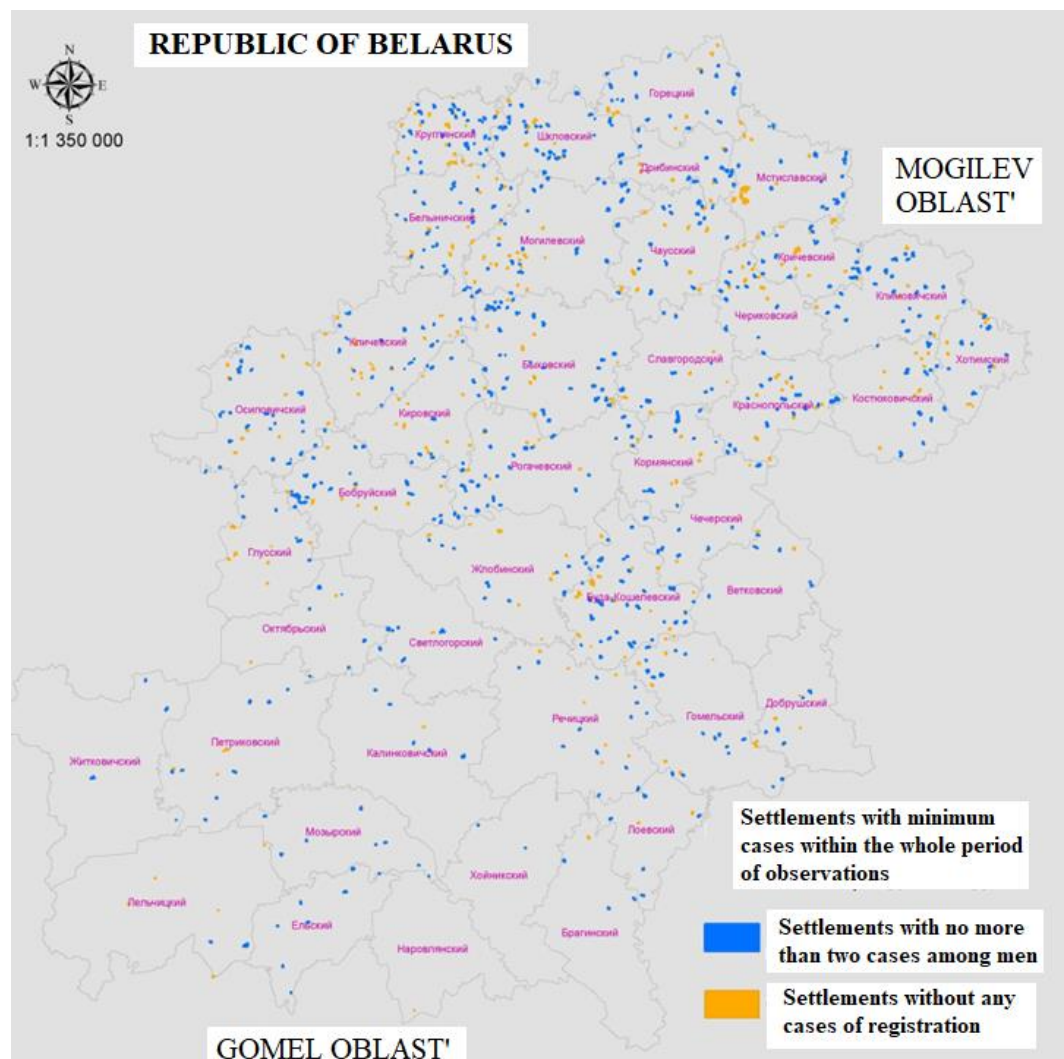 REPUBLIC OF BELARUS
N
W E
S
1:1 350 000
MOGILEV
OBLAST'
Горецкий
Круглянский
Шкловский
Дрибинский
Мстиславский
Белыничский
Могилевский
Чаусский
Кричевский
Климовичский
Чериковский
Кличевский
Быховский
Славгородский
Хотимский
Осиповичский
Кировский
Краснопольский
Костюковичский
Рогачевский
Кормянский
Бобруйский
Чечерский
Глусский
Жлобинский
Буда-Кошелевский
Ветковский
Октябрьский
Светлогорский
Добрушский
Речицкий
Гомельский
Петриковский
Калинковичский
Житковичский
Мозырский
Лоевский
Хойникский
Лельчицкий
Ельский
Наровлянский
Брагинский
Settlements with minimum
cases within the whole period
of observations
Settlements with no more
than two cases among men
Settlements without any
cases of registration
GOMEL OBLAST'